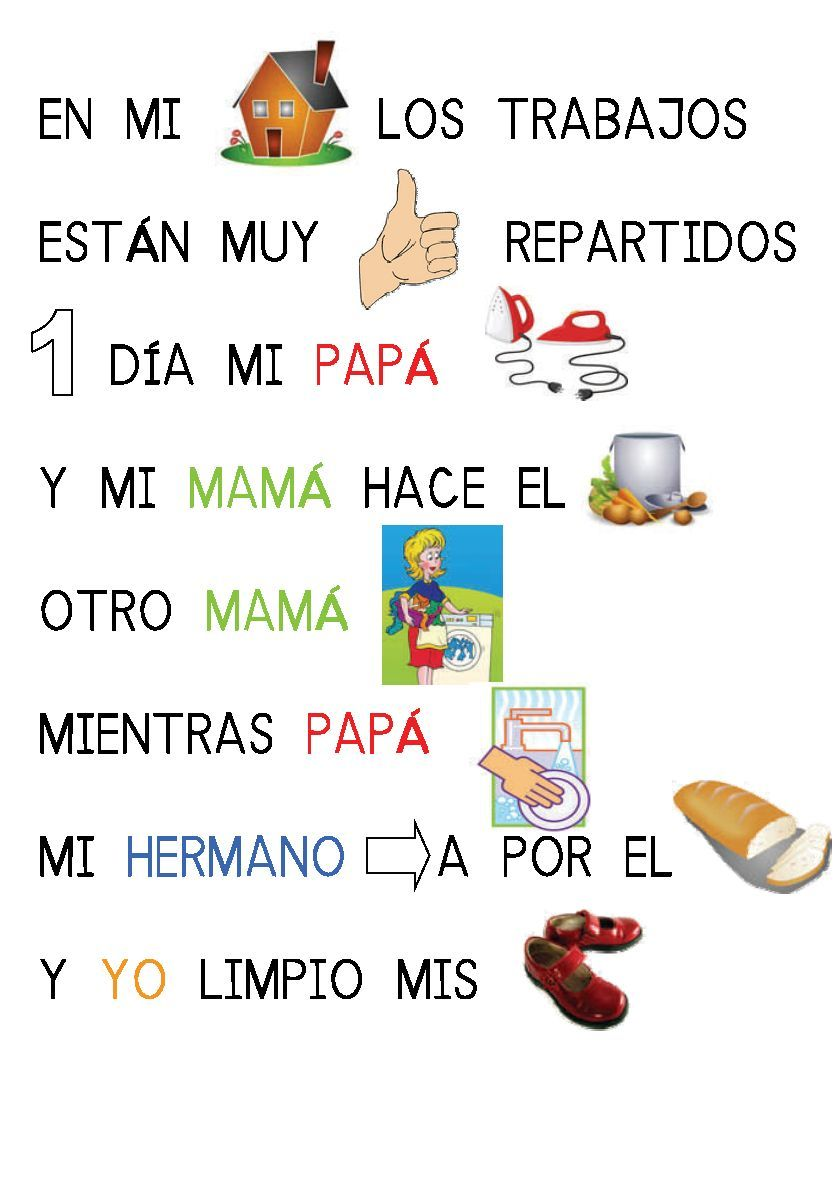 EN MI LOS TRABAJOS
ESTÁN MUY REPARTIDOS
1 DÍA MI PAPÁ
Y MI MAMÁ HACE EL
OTRO MAMÁ
MIENTRAS PAPÁ
MI HERMANO A POR EL
Y YO LIMPIO MIS